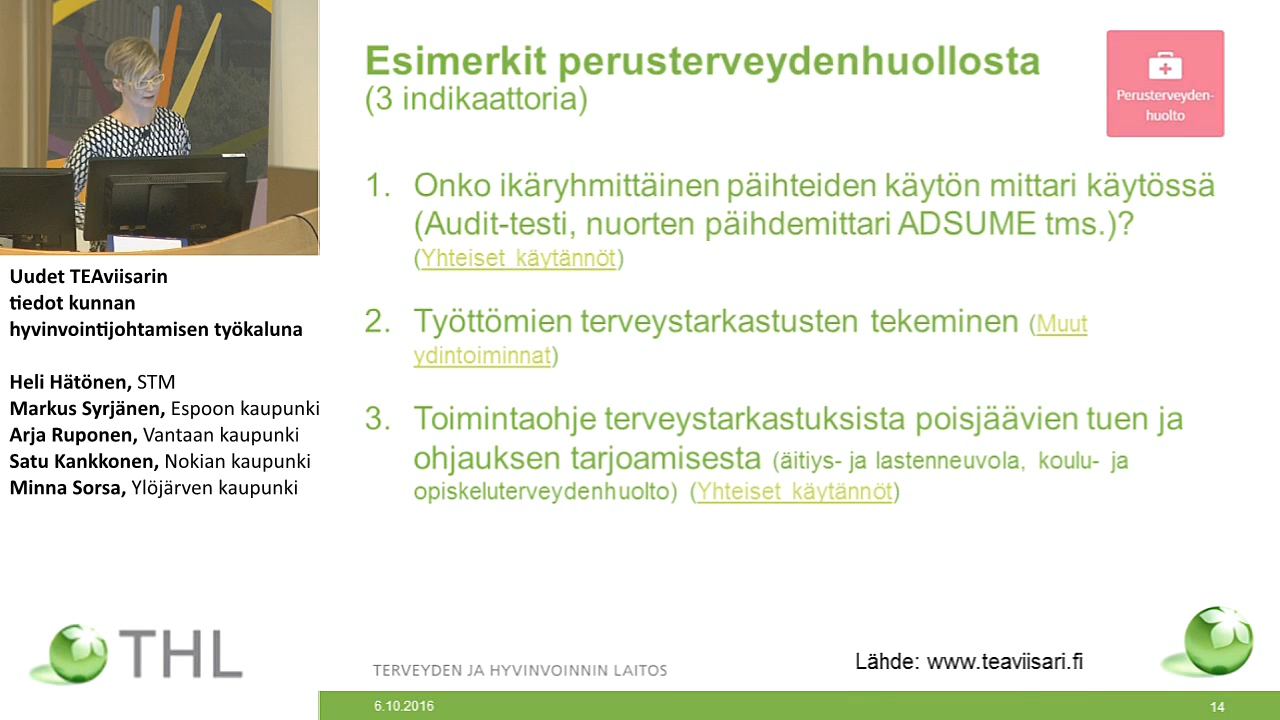 Esimerkit perusterveydenhuollosta
(3 indikaattoria)
Perusterveyden-
huolto
1. Onko ikäryhmittäinen päihteiden käytön mittari käytössä
(Audit-testi, nuorten päihdemittari ADSUME tms.)?
(Yhteiset käytännöt)
2. Työttömien terveystarkastusten tekeminen (Muut
ydintoiminnat)
3. Toimintaohje terveystarkastuksista poisjäävien tuen ja
ohjauksen tarjoamisesta (äitiys- ja lastenneuvola, koulu- ja
opiskeluterveydenhuolto) (Yhteiset käytännöt)
Uudet TEAviisarin
tiedot kunnan
hyvinvointijohtamisen työkaluna
Heli Hätönen, STM
Markus Syrjänen, Espoon kaupunki
Arja Ruponen, Vantaan kaupunki
Satu Kankkonen, Nokian kaupunki
Minna Sorsa, Ylöjärven kaupunki
THL
TERVEYDEN JA HYVINVOINNIN LAITOS
Lähde: www.teaviisari.fi
6.10.2016
14